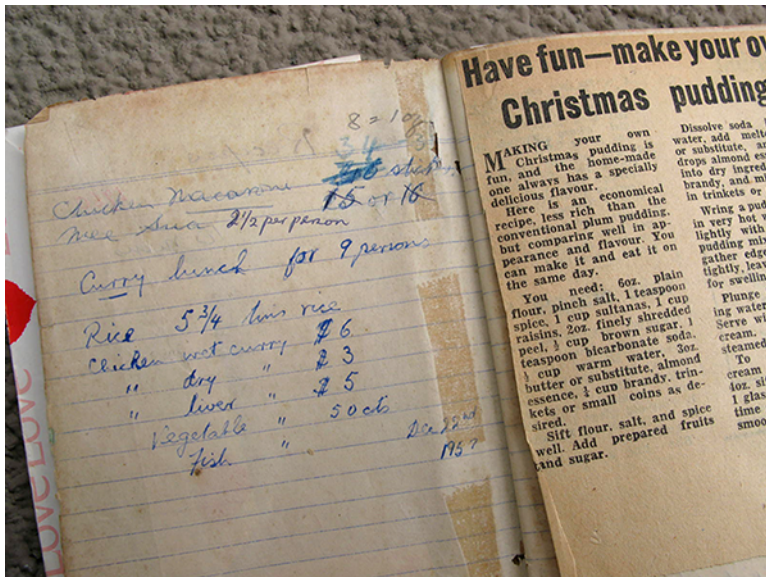 8 = 10
34
15 or 16
Chicken Macaroni
Mee Sua 2½ per person
Curry lunch for 9 persons
Rice 5 3/4 tins rice
Chicken wet curry $6
" dry " $3
" liver " $5
Vegetable " 50 cts
Fish "
Dec 22nd
195
LOVE LOVE
Have fun—make your ov
Christmas pudding
MAKING your own
Christmas pudding is
fun, and the home-made
one always has a specially
delicious flavour.
Here is an economical
recipe, less rich than the
conventional plum pudding,
but comparing well in ap-
pearance and flavour. You
can make it and eat it on
the same day.
You need: 6oz. plain
flour, pinch salt, 1 teaspoon
spice, 1 cup sultanas, 1 cup
raisins, 2oz. finely shredded
peel, ½ cup brown sugar, 1
teaspoon bicarbonate soda,
½ cup warm water, 3oz.
butter or substitute, almond
essence, ¼ cup brandy, trin-
kets or small coins as de-
sired.
Sift flour, salt, and spice
well. Add prepared fruits
and sugar.
Dissolve soda
water, add melt
or substitute, a
drops almond es
into dry ingred
brandy, and mi
in trinkets or
Wring a pud
in very hot w
lightly with
pudding mix
gather edge
tightly, leav
for swellin
Plunge
ing water
Serve wi
cream.
steamed
To
cream
4oz. si
1 glas
time
smoo